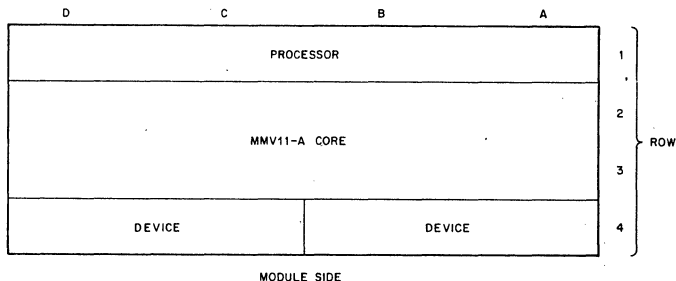 D C B A
PROCESSOR 1
2
MMV11-A CORE
ROW
3
DEVICE DEVICE 4
MODULE SIDE